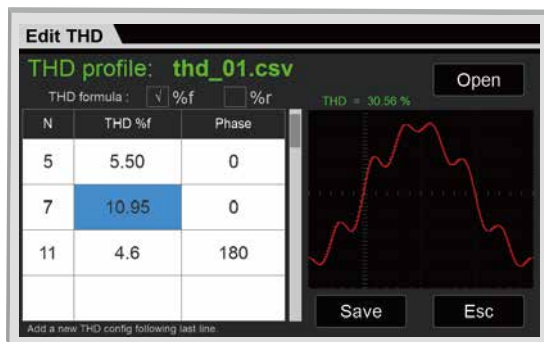 Edit THD
THD profile: thd_01.csv
Open
THD formula : √ %f %r
THD = 30.56 %
N THD %f Phase
5 5.50 0
7 10.95 0
11 4.6 180
Save Esc
Add a new THD config following last line.